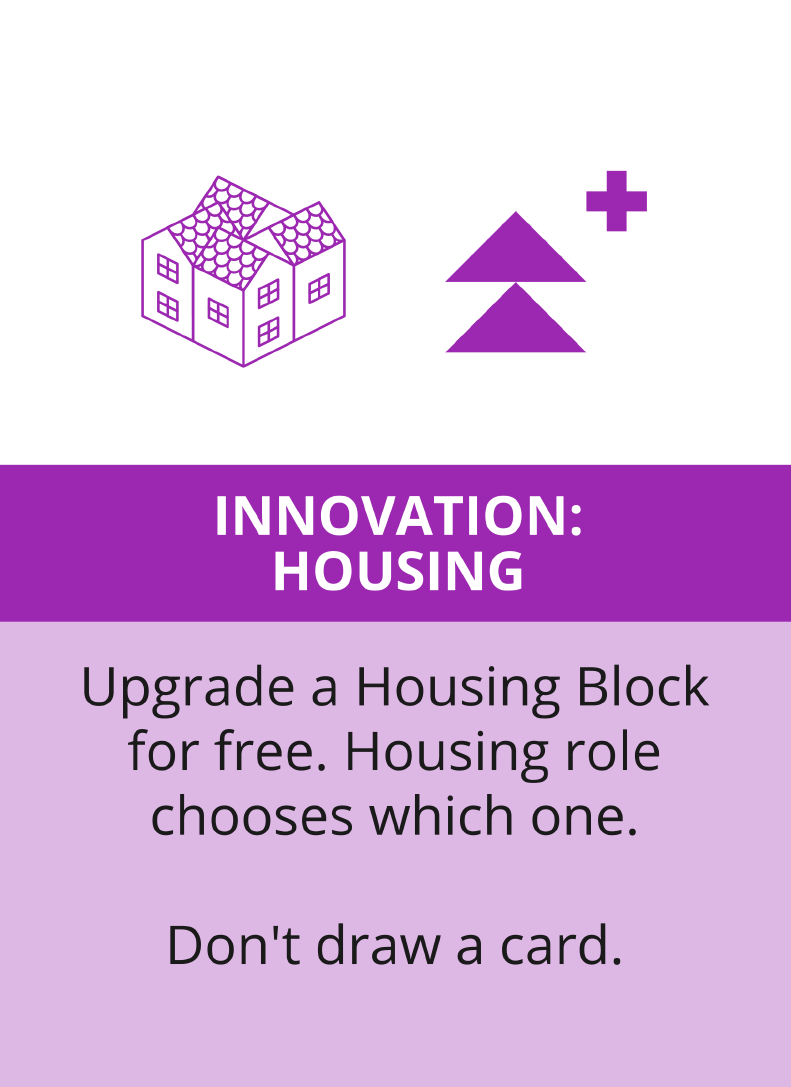 INNOVATION:
HOUSING
Upgrade a Housing Block
for free. Housing role
chooses which one.
Don't draw a card.